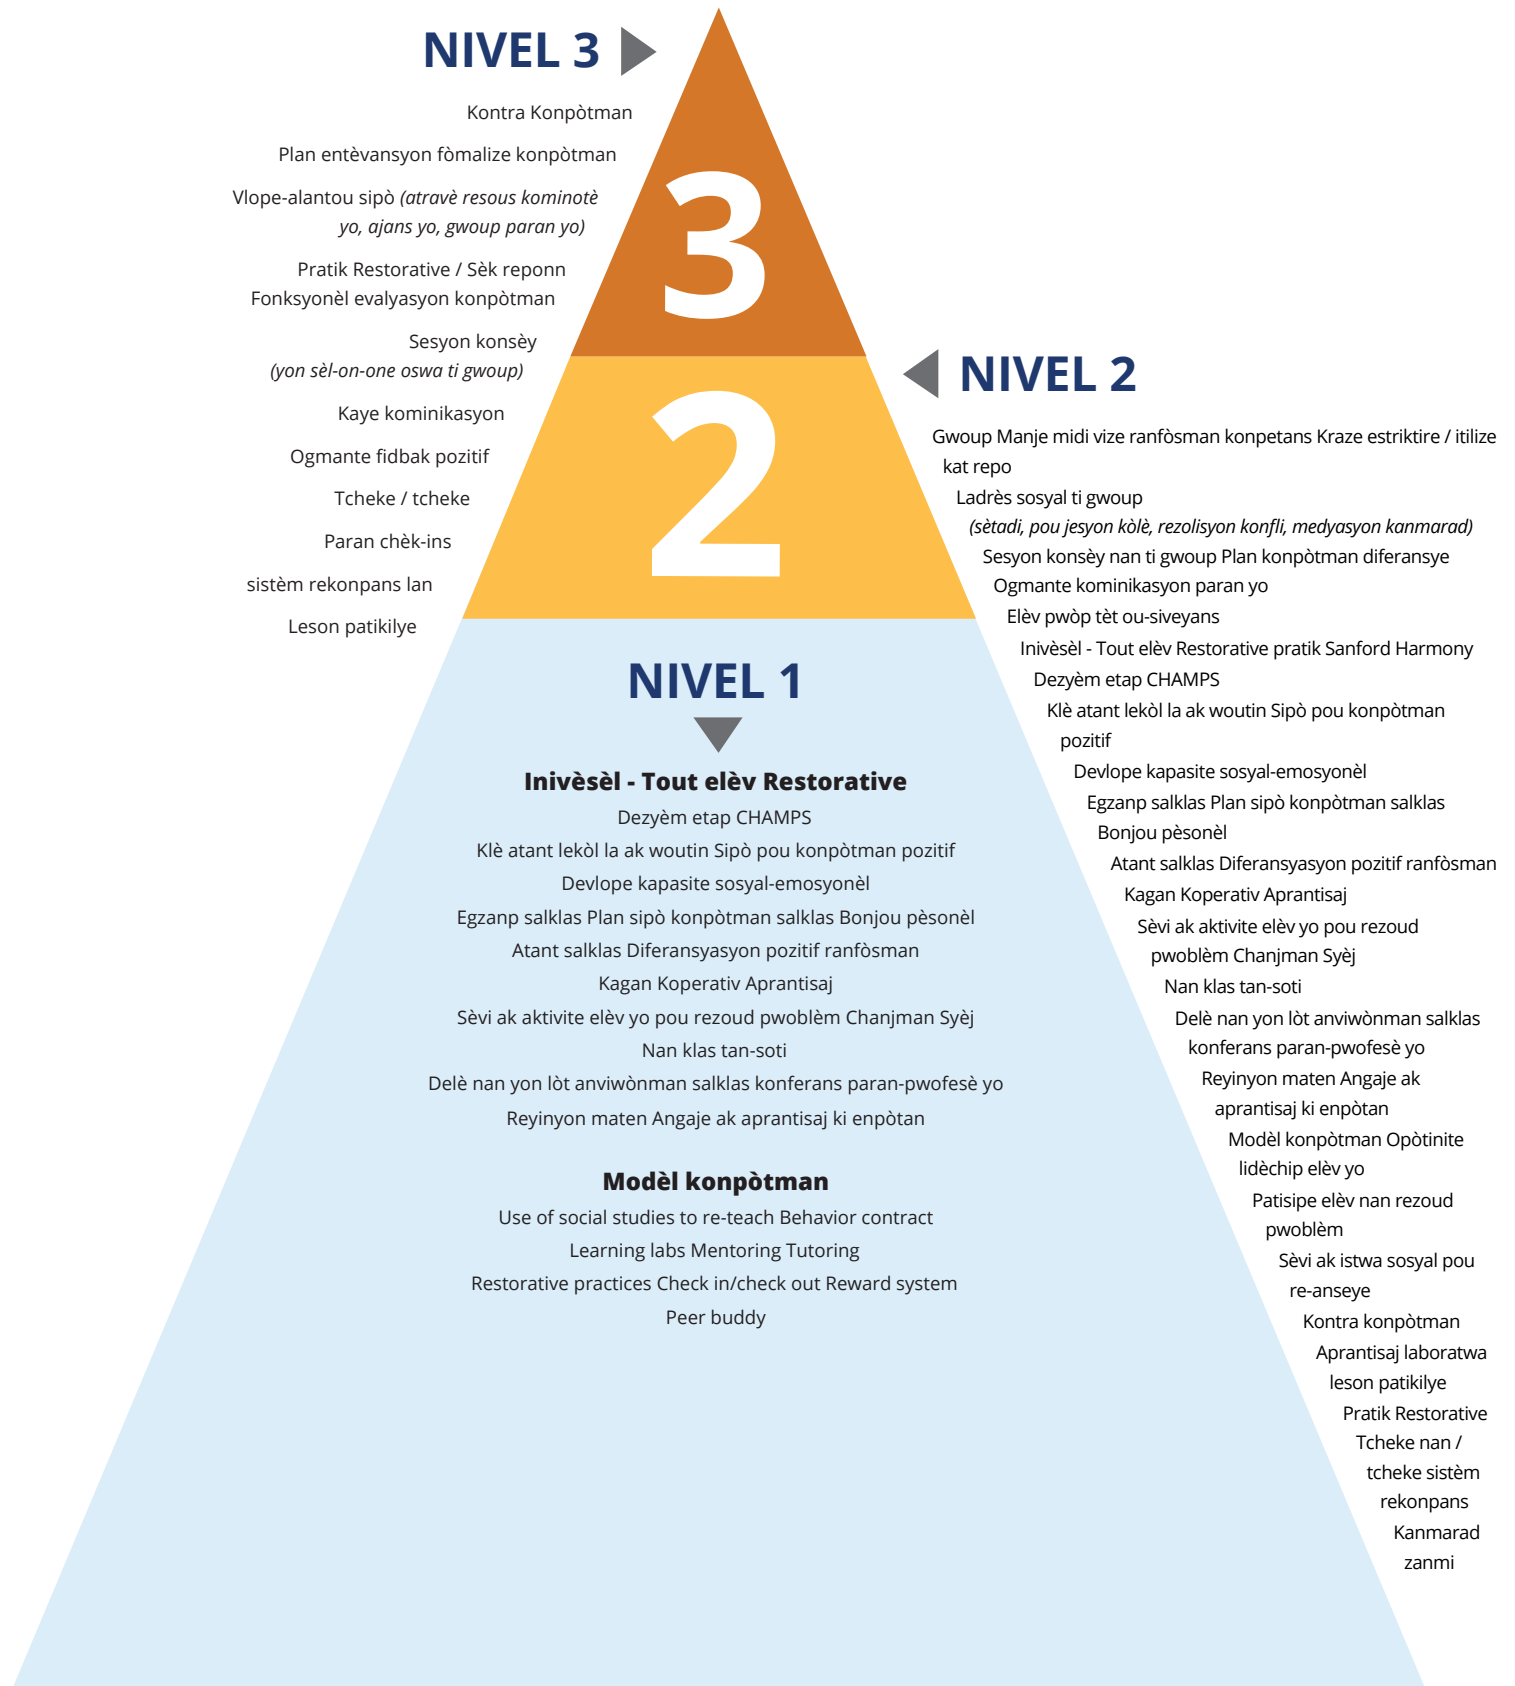 NIVEL 3
Kontra Konpòtman
Plan entèvansyon fòmalize konpòtman
Vlope-alantou sipò (atravè resous kominotè
yo, ajans yo, gwoup paran yo)
Pratik Restorative / Sèk reponn
Fonksyonèl evalyasyon konpòtman
Sesyon konsèy
(yon sèl-on-one oswa ti gwoup)
Kaye kominikasyon
Ogmante fidbak pozitif
Tcheke / tcheke
Paran chèk-ins
sistèm rekonpans lan
Leson patikilye
3
2
NIVEL 2
Gwoup Manje midi vize ranfòsman konpetans Kraze estriktire / itilize
kat repo
Ladrès sosyal ti gwoup
(sètadi, pou jesyon kòlè, rezolisyon konfli, medyasyon kanmarad)
Sesyon konsèy nan ti gwoup Plan konpòtman diferansye
Ogmante kominikasyon paran yo
Elèv pwòp tèt ou-siveyans
Inivèsèl - Tout elèv Restorative pratik Sanford Harmony
Dezyèm etap CHAMPS
Klè atant lekòl la ak woutin Sipò pou konpòtman
pozitif
Devlope kapasite sosyal-emosyonèl
Egzanp salklas Plan sipò konpòtman salklas
Bonjou pèsonèl
Atant salklas Diferansyasyon pozitif ranfòsman
Kagan Koperativ Aprantisaj
Sèvi ak aktivite elèv yo pou rezoud
pwoblèm Chanjman Syèj
Nan klas tan-soti
Delè nan yon lòt anviwònman salklas
konferans paran-pwofesè yo
Reyinyon maten Angaje ak
aprantisaj ki enpòtan
Modèl konpòtman Opòtinite
lidèchip elèv yo
Patisipe elèv nan rezoud
pwoblèm
Sèvi ak istwa sosyal pou
re-anseye
Kontra konpòtman
Aprantisaj laboratwa
leson patikilye
Pratik Restorative
Tcheke nan /
tcheke sistèm
rekonpans
Kanmarad
zanmi
NIVEL 1
Inivèsèl - Tout elèv Restorative
Dezyèm etap CHAMPS
Klè atant lekòl la ak woutin Sipò pou konpòtman pozitif
Devlope kapasite sosyal-emosyonèl
Egzanp salklas Plan sipò konpòtman salklas Bonjou pèsonèl
Atant salklas Diferansyasyon pozitif ranfòsman
Kagan Koperativ Aprantisaj
Sèvi ak aktivite elèv yo pou rezoud pwoblèm Chanjman Syèj
Nan klas tan-soti
Delè nan yon lòt anviwònman salklas konferans paran-pwofesè yo
Reyinyon maten Angaje ak aprantisaj ki enpòtan
Modèl konpòtman
Use of social studies to re-teach Behavior contract
Learning labs Mentoring Tutoring
Restorative practices Check in/check out Reward system
Peer buddy